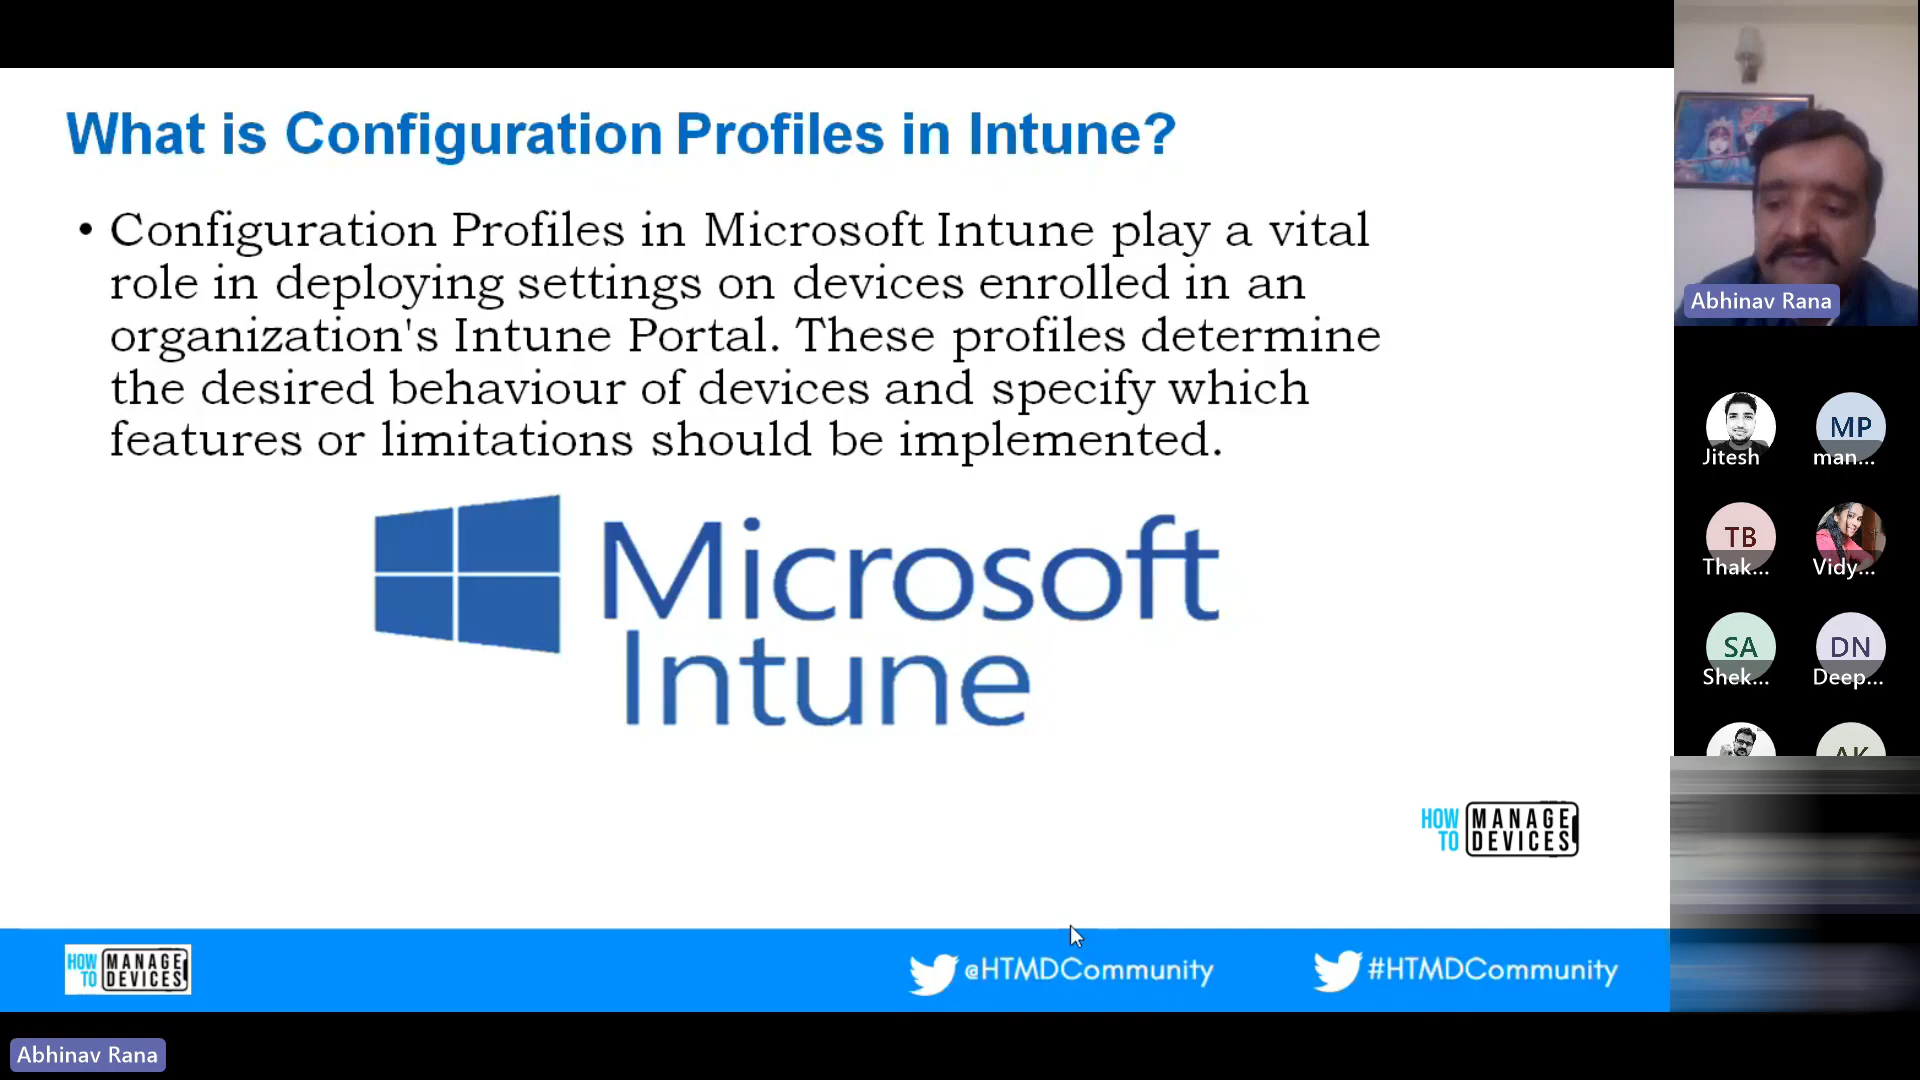 What is Configuration Profiles in Intune?
• Configuration Profiles in Microsoft Intune play a vital
role in deploying settings on devices enrolled in an
organization's Intune Portal. These profiles determine
the desired behaviour of devices and specify which
features or limitations should be implemented.
Microsoft
Intune
HOW TO MANAGE DEVICES
HOW TO MANAGE DEVICES
@HTMDCommunity
#HTMDCommunity
Abhinav Rana
Abhinav Rana
Jitesh
MP
man...
TB
Thak...
Vidy...
SA
Shek...
DN
Deep...
AK